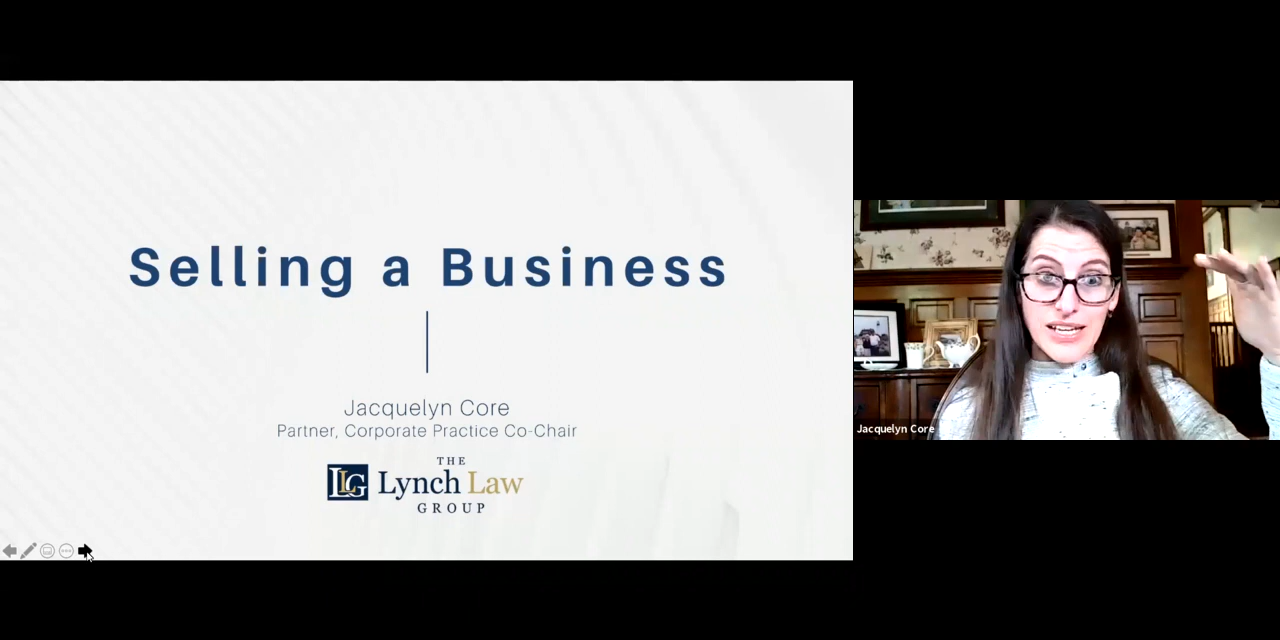 Selling a Business
Jacquelyn Core
Partner, Corporate Practice Co-Chair
LLG
THE
Lynch Law
GROUP
Jacquelyn Core